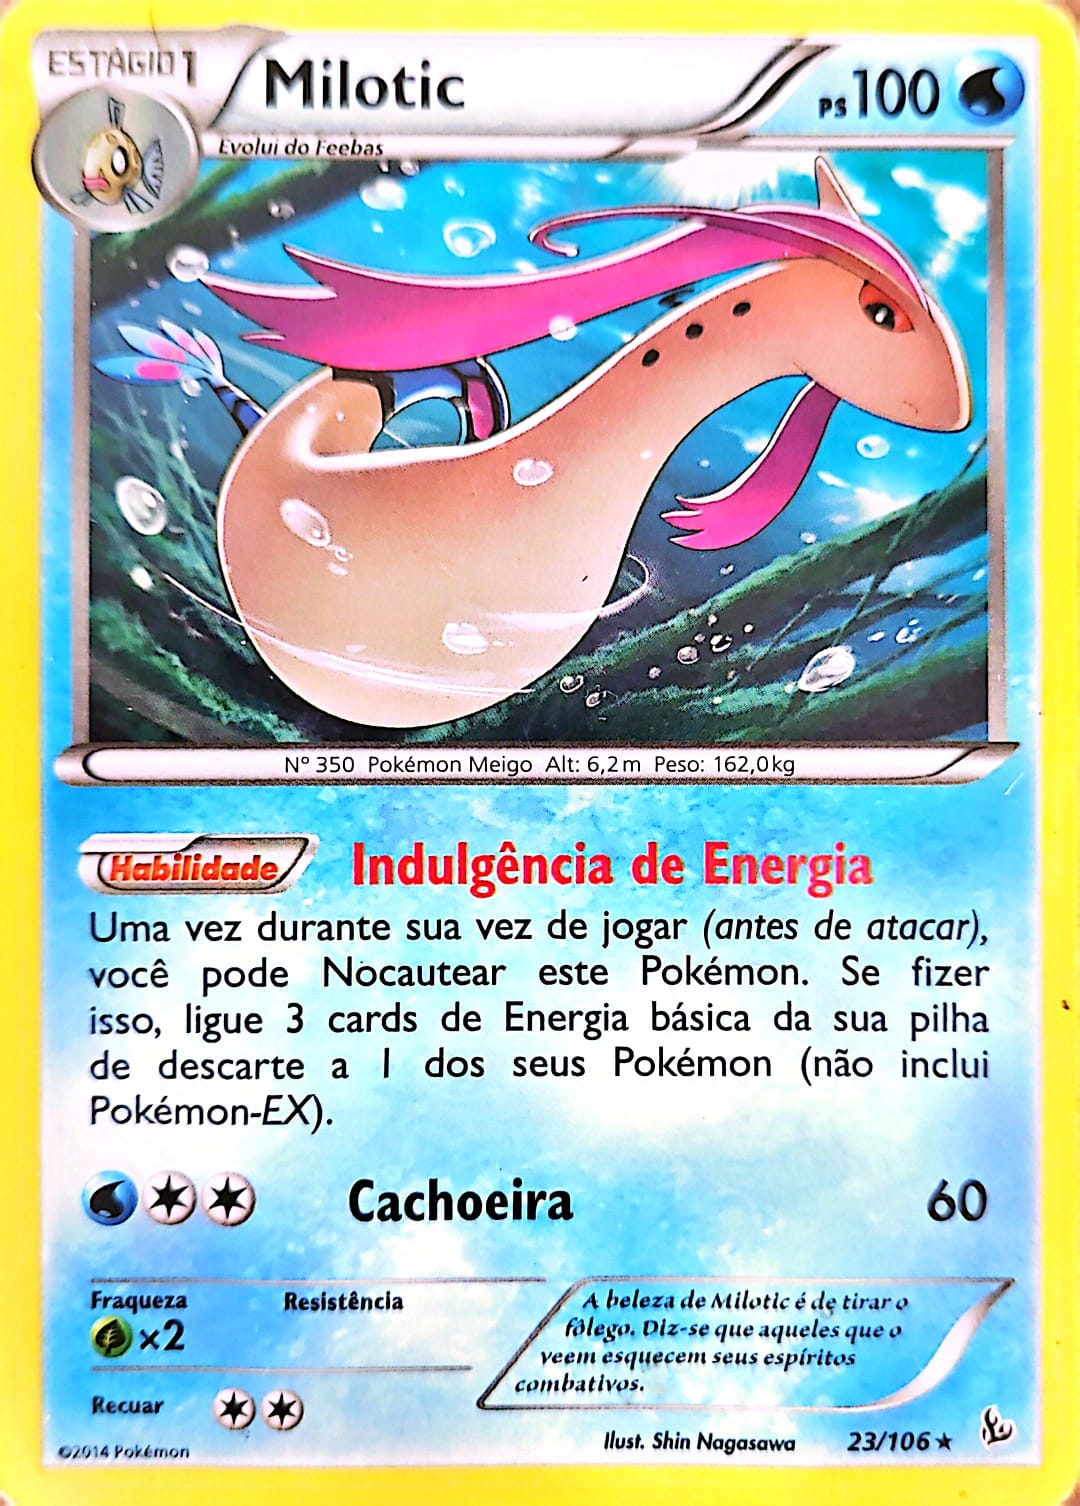 ESTÁGIO 1
Milotic
PS 100
Evolui do Feebas
Nº 350 Pokémon Meigo Alt: 6,2 m Peso: 162,0 kg
Habilidade Indulgência de Energia
Uma vez durante sua vez de jogar (antes de atacar),
você pode Nocautear este Pokémon. Se fizer
isso, ligue 3 cards de Energia básica da sua pilha
de descarte a 1 dos seus Pokémon (não inclui
Pokémon-EX).
Cachoeira 60
Fraqueza Resistência
x2
A beleza de Milotic é de tirar o
fôlego. Diz-se que aqueles que o
veem esquecem seus espíritos
combativos.
Recuar
Ilust. Shin Nagasawa 23/106
©2014 Pokémon